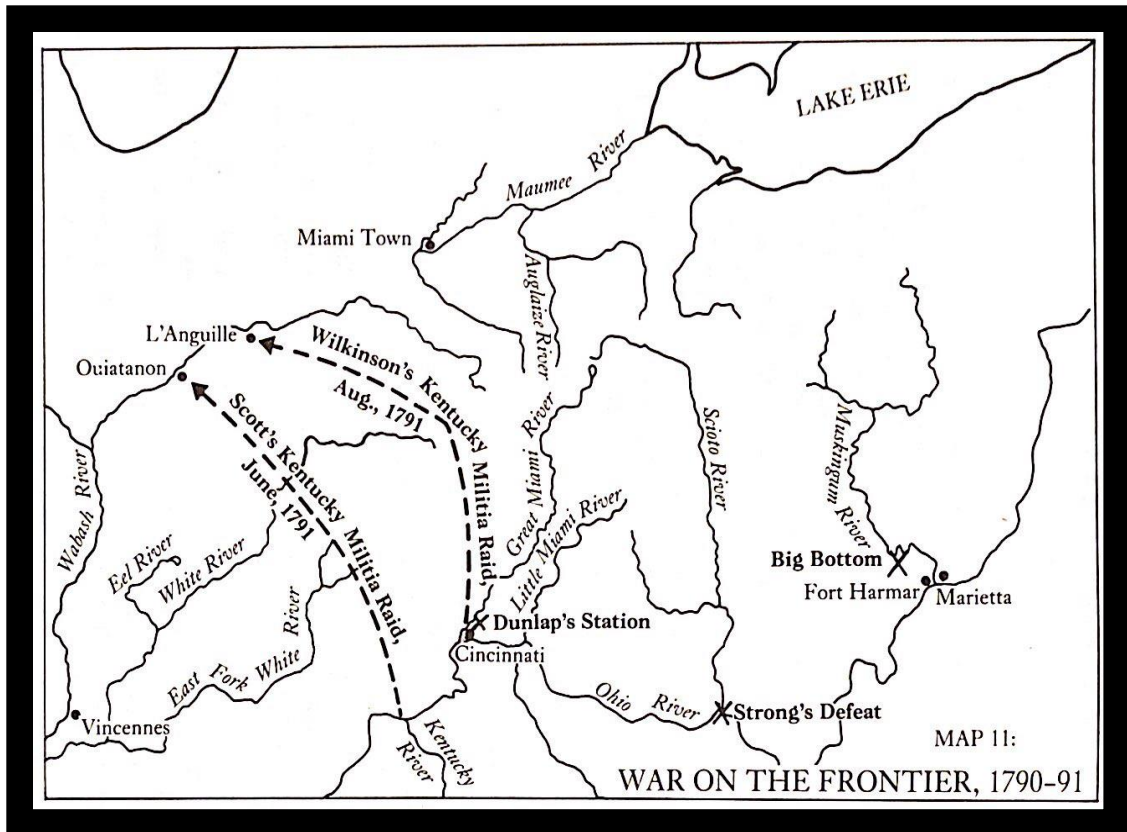 LAKE ERIE
Maumee River
Miami Town
Auglaize River
L'Anguille
Wilkinson's Kentucky Militia Raid,
Aug., 1791
Ouiatanon
Scott's Kentucky Militia Raid,
June, 1791
Great Miami River
Scioto River
Muskingum River
Wabash River
Little Miami River
Eel River
White River
Big Bottom
Fort Harmar
Marietta
Dunlap's Station
Cincinnati
East Fork White River
Ohio River
Strong's Defeat
Vincennes
Kentucky
River
MAP 11:
WAR ON THE FRONTIER, 1790–91